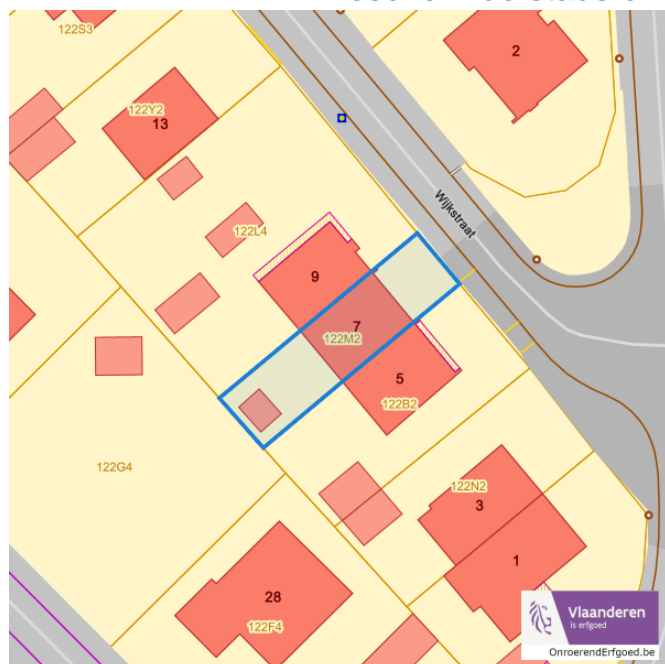 122S3
2
122Y2
13
Wijkstraat
122L4
9
7
122M2
5
122B2
122G4
122N2
3
1
28
122F4
Vlaanderen
is erfgoed
OnroerendErfgoed.be